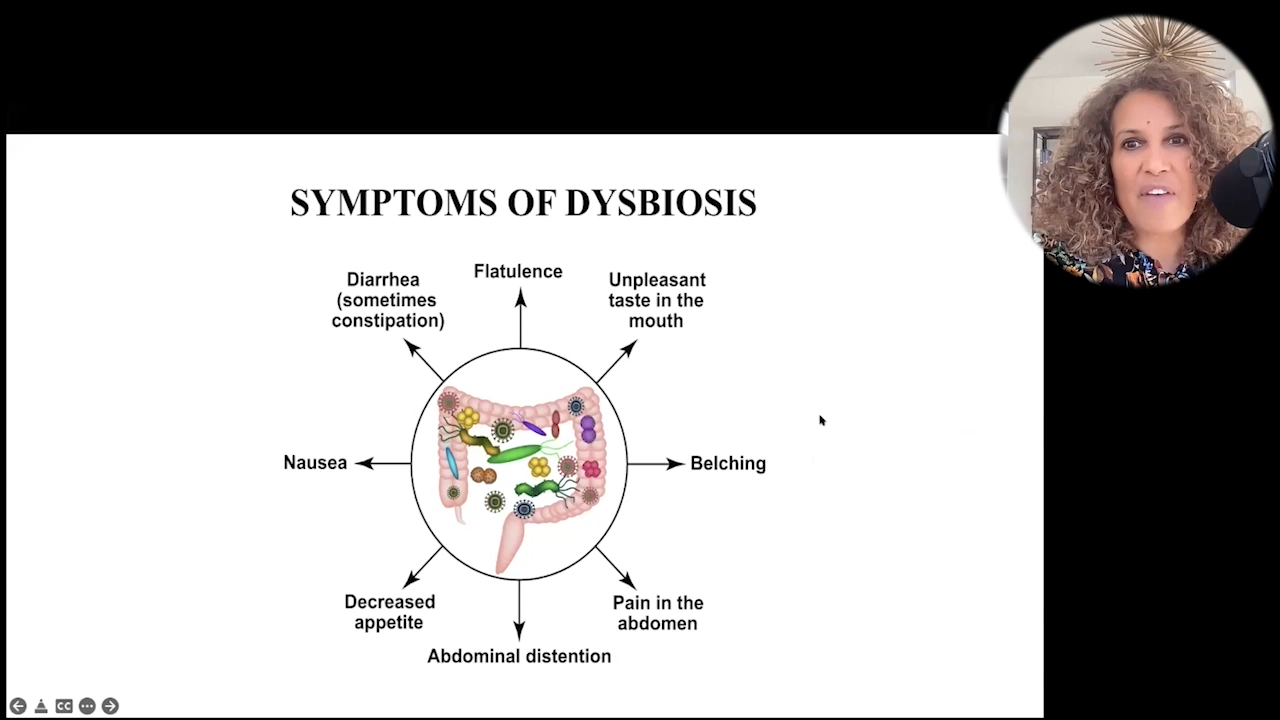 SYMPTOMS OF DYSBIOSIS
Flatulence
Diarrhea
(sometimes
constipation)
Unpleasant
taste in the
mouth
Nausea
Belching
Decreased
appetite
Pain in the
abdomen
Abdominal distention
CC